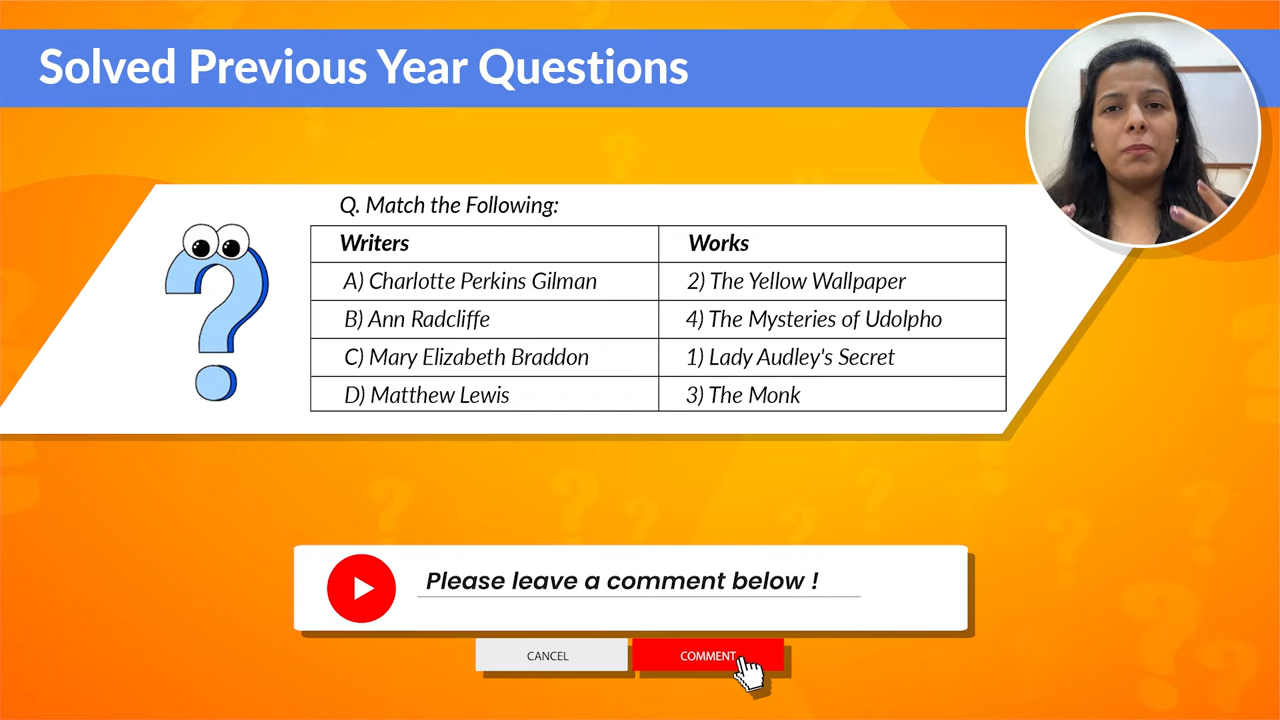 Solved Previous Year Questions
Q. Match the Following:
Writers Works
A) Charlotte Perkins Gilman 2) The Yellow Wallpaper
B) Ann Radcliffe 4) The Mysteries of Udolpho
C) Mary Elizabeth Braddon 1) Lady Audley's Secret
D) Matthew Lewis 3) The Monk
Please leave a comment below !
CANCEL COMMENT